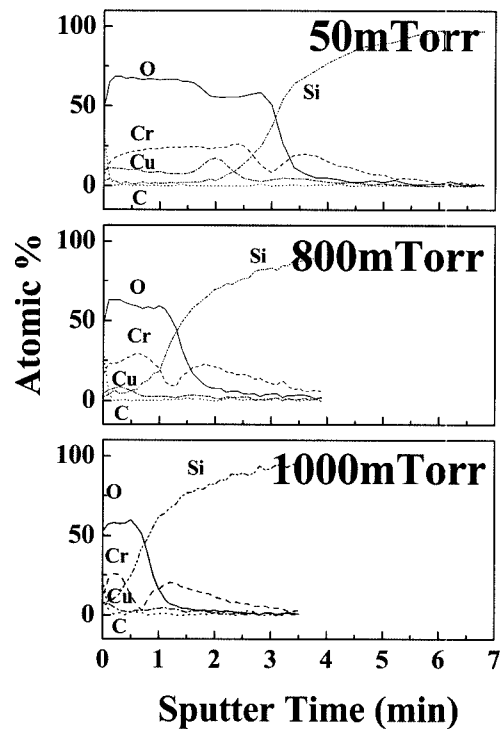 100
50mTorr
O
Si
50
Cr
Cu
C
0
100
Si
800mTorr
O
50
Cr
Cu
C
0
100
Si
1000mTorr
O
50
Cr
Cu
C
0
0 1 2 3 4 5 6 7
Atomic %
Sputter Time (min)